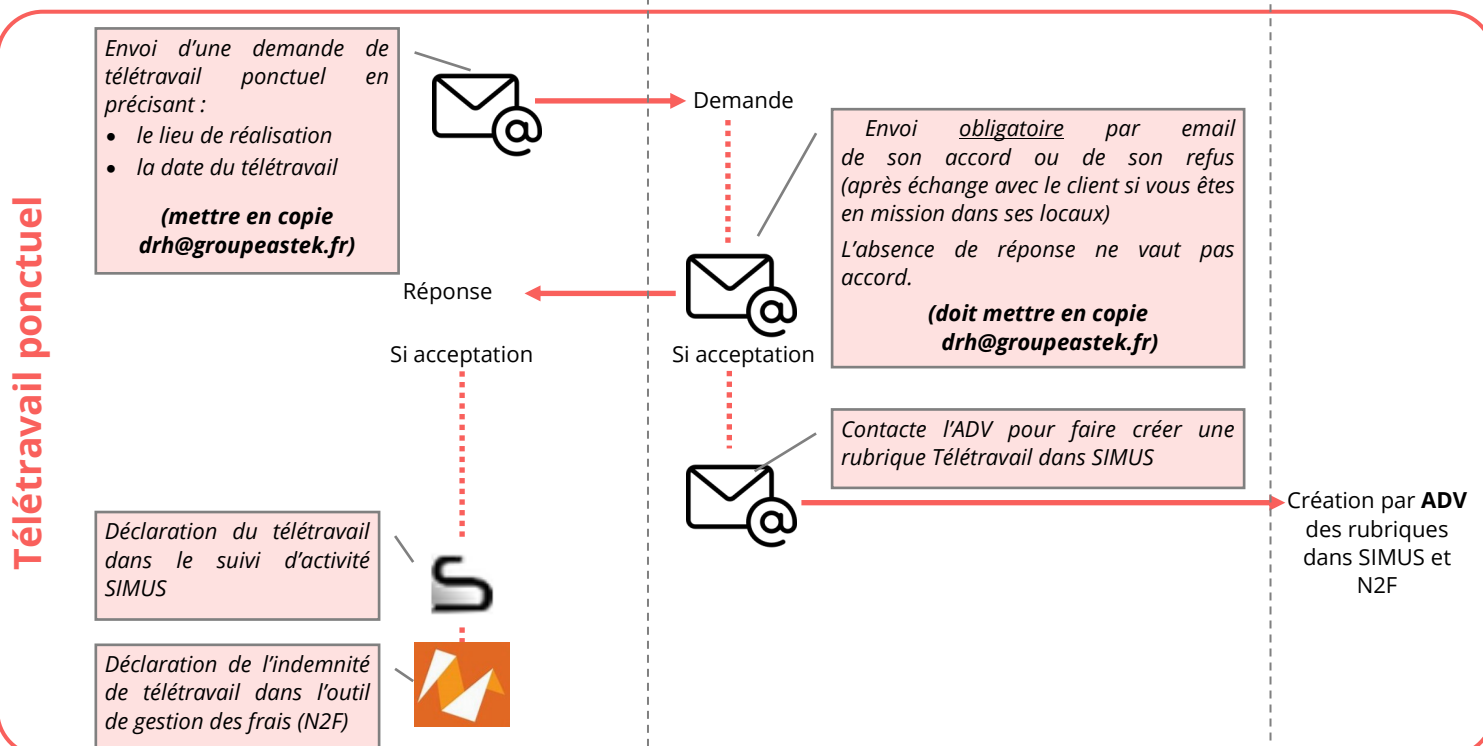 Télétravail ponctuel
Envoi d'une demande de
télétravail ponctuel en
précisant :
• le lieu de réalisation
• la date du télétravail
(mettre en copie
drh@groupeastek.fr)
Demande
Envoi obligatoire par email
de son accord ou de son refus
(après échange avec le client si vous êtes
en mission dans ses locaux)
L'absence de réponse ne vaut pas
accord.
(doit mettre en copie
drh@groupeastek.fr)
Réponse
Si acceptation
Si acceptation
Contacte l'ADV pour faire créer une
rubrique Télétravail dans SIMUS
Création par ADV
des rubriques
dans SIMUS et
N2F
Déclaration du télétravail
dans le suivi d'activité
SIMUS
Déclaration de l'indemnité
de télétravail dans l'outil
de gestion des frais (N2F)